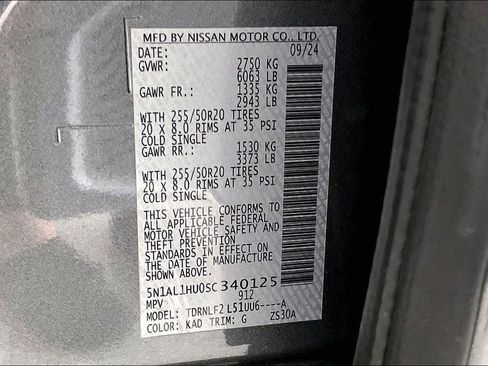 MFD BY NISSAN MOTOR CO., LTD
DATE: 09/24
GVWR: 2750 KG
6063 LB
GAWR FR.: 1335 KG
2943 LB
WITH 255/50R20 TIRES
20 X 8.0 RIMS AT 35 PSI
COLD SINGLE
GAWR RR.: 1530 KG
3373 LB
WITH 255/50R20 TIRES
20 X 8.0 RIMS AT 35 PSI
COLD SINGLE
THIS VEHICLE CONFORMS TO
ALL APPLICABLE FEDERAL
MOTOR VEHICLE SAFETY AND
THEFT PREVENTION
STANDARDS IN EFFECT ON
THE DATE OF MANUFACTURE
SHOWN ABOVE.
5N1AL1HU0SC340125
MPV 912
MODEL: TDRNLF2 L51UU6----A
COLOR: KAD TRIM: G ZS30A